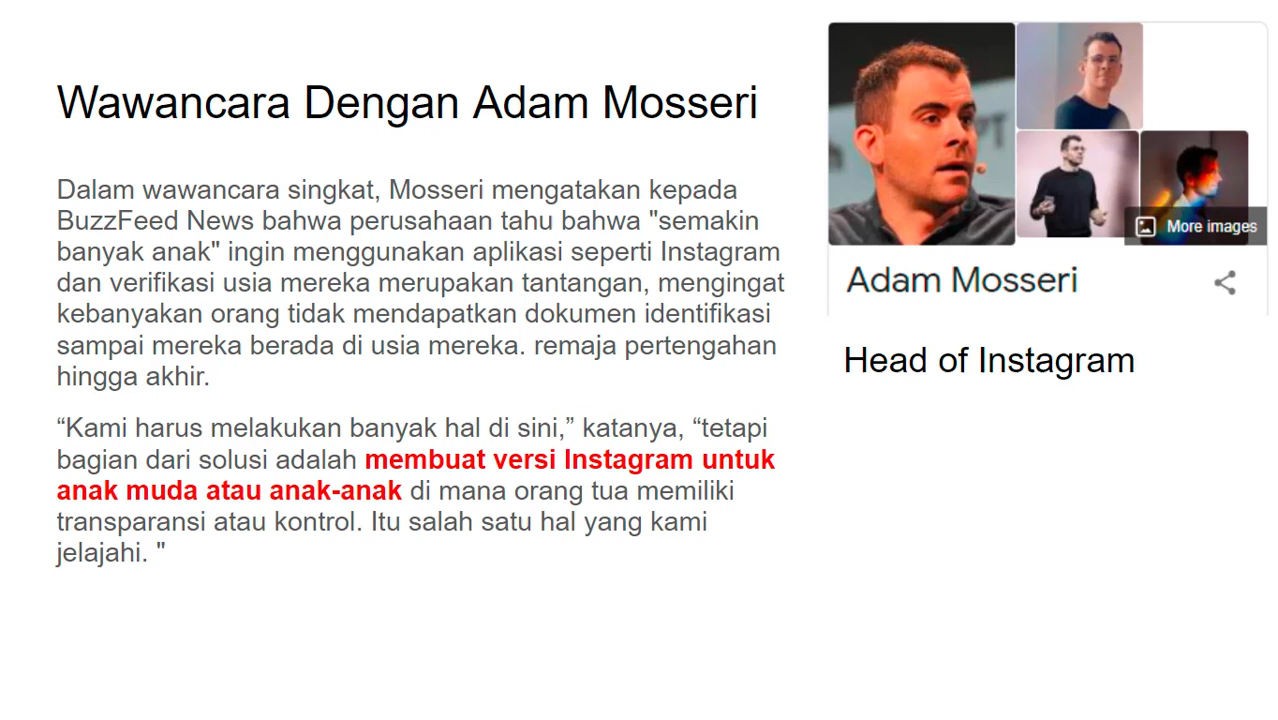 Wawancara Dengan Adam Mosseri
Dalam wawancara singkat, Mosseri mengatakan kepada
BuzzFeed News bahwa perusahaan tahu bahwa "semakin
banyak anak" ingin menggunakan aplikasi seperti Instagram
dan verifikasi usia mereka merupakan tantangan, mengingat
kebanyakan orang tidak mendapatkan dokumen identifikasi
sampai mereka berada di usia mereka. remaja pertengahan
hingga akhir.
“Kami harus melakukan banyak hal di sini,” katanya, “tetapi
bagian dari solusi adalah membuat versi Instagram untuk
anak muda atau anak-anak di mana orang tua memiliki
transparansi atau kontrol. Itu salah satu hal yang kami
jelajahi. "
More images
Adam Mosseri
Head of Instagram